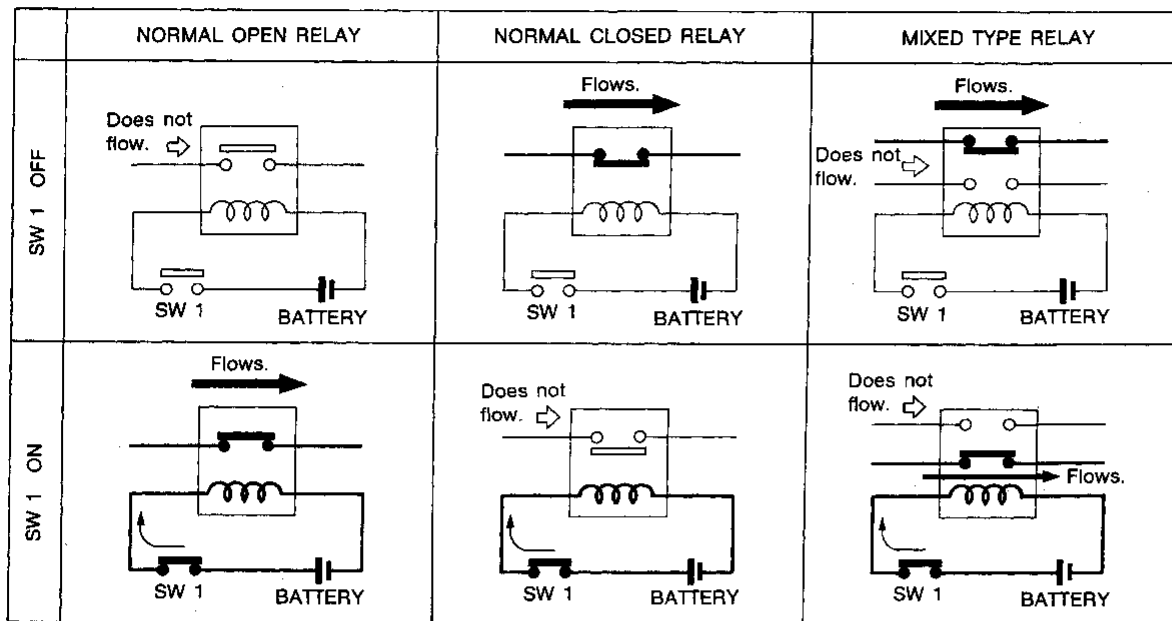 NORMAL OPEN RELAY
NORMAL CLOSED RELAY
MIXED TYPE RELAY
SW 1 OFF
Does not
flow.
SW 1
BATTERY
Flows.
SW 1
BATTERY
Flows.
Does not
flow.
SW 1
BATTERY
SW 1 ON
Flows.
SW 1
BATTERY
Does not
flow.
SW 1
BATTERY
Does not
flow.
Flows.
SW 1
BATTERY